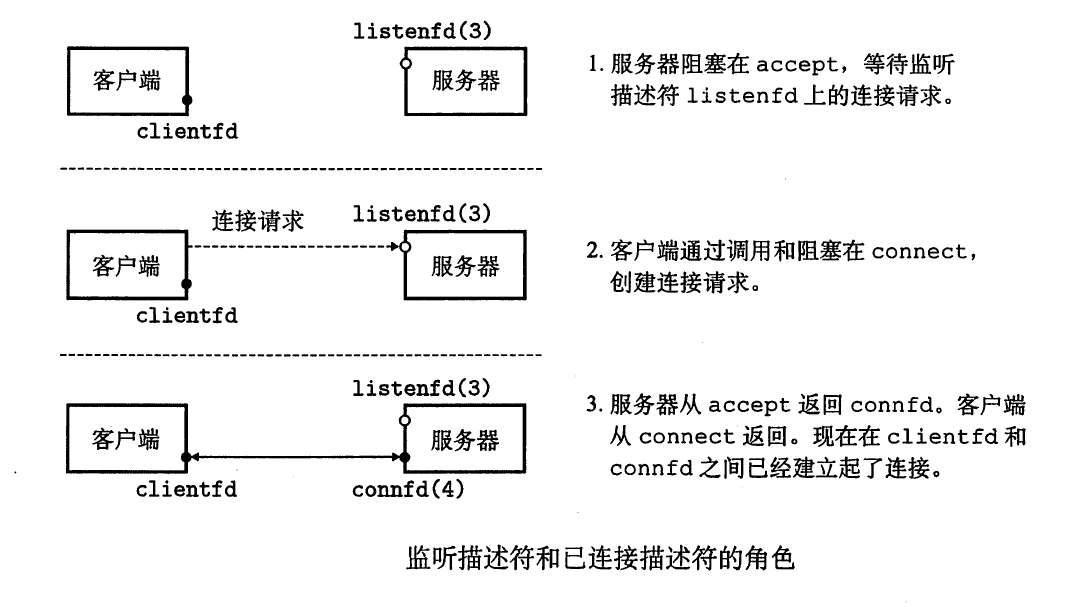 listenfd(3)
客户端
服务器
clientfd
1. 服务器阻塞在 accept，等待监听
描述符 listenfd 上的连接请求。
连接请求
listenfd(3)
客户端
服务器
clientfd
2. 客户端通过调用和阻塞在 connect，
创建连接请求。
listenfd(3)
客户端
服务器
clientfd
connfd(4)
3. 服务器从 accept 返回 connfd。客户端
从 connect 返回。现在在 clientfd 和
connfd 之间已经建立起了连接。
监听描述符和已连接描述符的角色